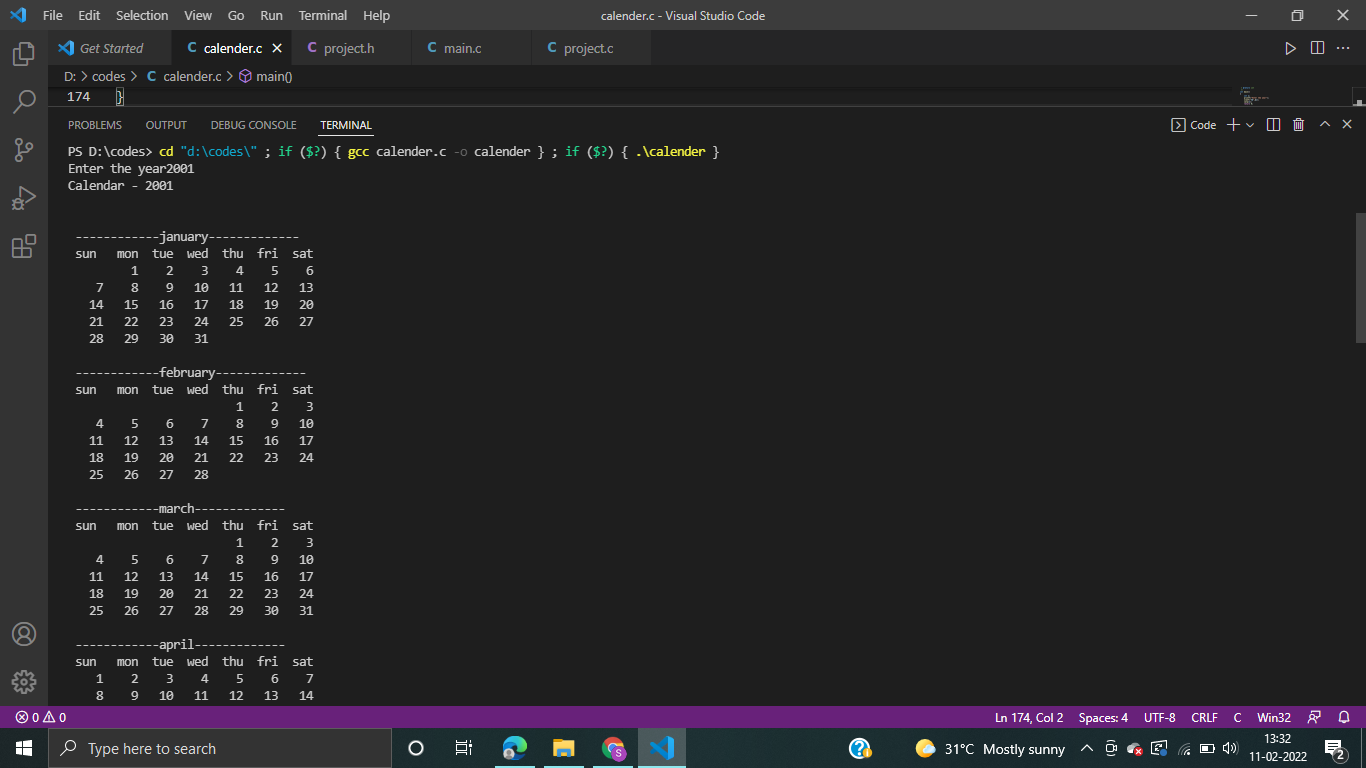 File Edit Selection View Go Run Terminal Help calender.c - Visual Studio Code
Get Started calender.c project.h main.c project.c
D: > codes > calender.c > main()
174 }
PROBLEMS OUTPUT DEBUG CONSOLE TERMINAL Code
PS D:\codes> cd "d:\codes\" ; if ($?) { gcc calender.c -o calender } ; if ($?) { .\calender }
Enter the year2001
Calendar - 2001
------------january-------------
sun mon tue wed thu fri sat
1 2 3 4 5 6
7 8 9 10 11 12 13
14 15 16 17 18 19 20
21 22 23 24 25 26 27
28 29 30 31
------------february-------------
sun mon tue wed thu fri sat
1 2 3
4 5 6 7 8 9 10
11 12 13 14 15 16 17
18 19 20 21 22 23 24
25 26 27 28
------------march-------------
sun mon tue wed thu fri sat
1 2 3
4 5 6 7 8 9 10
11 12 13 14 15 16 17
18 19 20 21 22 23 24
25 26 27 28 29 30 31
------------april-------------
sun mon tue wed thu fri sat
1 2 3 4 5 6 7
8 9 10 11 12 13 14
0 0 Ln 174, Col 2 Spaces: 4 UTF-8 CRLF C Win32
Type here to search 31°C Mostly sunny 13:32
11-02-2022 2